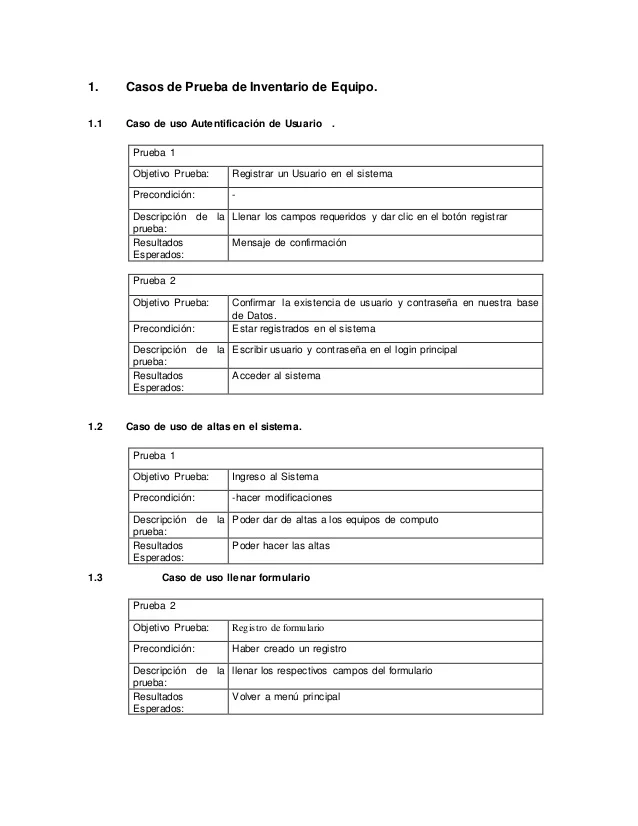 1. Casos de Prueba de Inventario de Equipo.
1.1 Caso de uso Autentificación de Usuario .
Prueba 1
Objetivo Prueba: Registrar un Usuario en el sistema
Precondición: -
Descripción de la Llenar los campos requeridos y dar clic en el botón registrar
prueba:
Resultados Mensaje de confirmación
Esperados:
Prueba 2
Objetivo Prueba: Confirmar la existencia de usuario y contraseña en nuestra base
de Datos.
Precondición: Estar registrados en el sistema
Descripción de la Escribir usuario y contraseña en el login principal
prueba:
Resultados Acceder al sistema
Esperados:
1.2 Caso de uso de altas en el sistema.
Prueba 1
Objetivo Prueba: Ingreso al Sistema
Precondición: -hacer modificaciones
Descripción de la Poder dar de altas a los equipos de computo
prueba:
Resultados Poder hacer las altas
Esperados:
1.3 Caso de uso llenar formulario
Prueba 2
Objetivo Prueba: Registro de formulario
Precondición: Haber creado un registro
Descripción de la llenar los respectivos campos del formulario
prueba:
Resultados Volver a menú principal
Esperados: